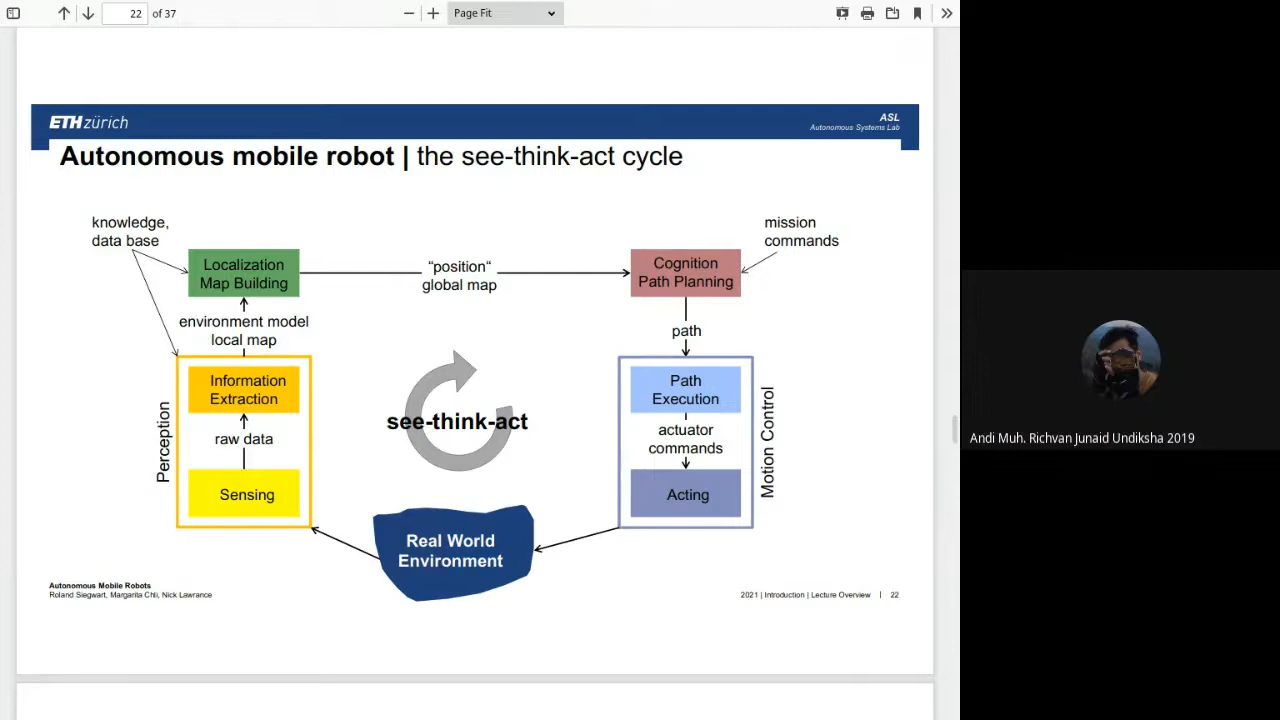 22 of 37
Page Fit
ETH zürich
ASL
Autonomous Systems Lab
Autonomous mobile robot | the see-think-act cycle
knowledge,
data base
mission
commands
Localization
Map Building
"position"
global map
Cognition
Path Planning
environment model
local map
path
Perception
Information
Extraction
raw data
Sensing
see-think-act
Path
Execution
actuator
commands
Acting
Motion Control
Real World
Environment
Autonomous Mobile Robots
Roland Siegwart, Margarita Chli, Nick Lawrance
2021 | Introduction | Lecture Overview | 22
Andi Muh. Richvan Junaid Undiksha 2019